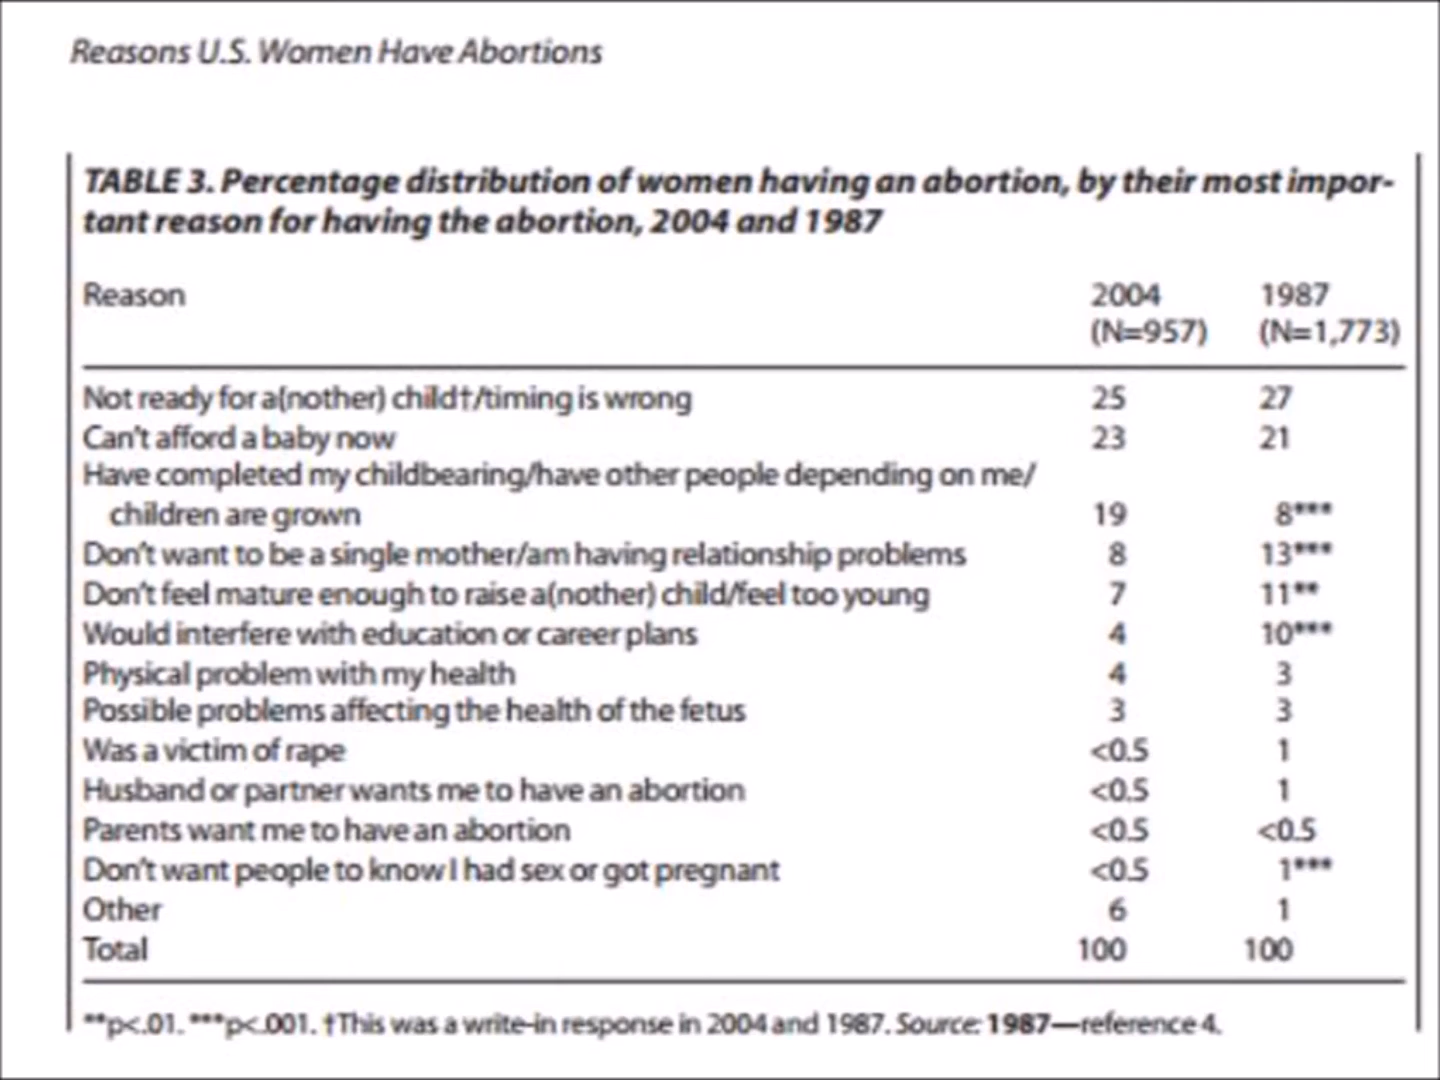 Reasons U.S. Women Have Abortions
TABLE 3. Percentage distribution of women having an abortion, by their most impor-
tant reason for having the abortion, 2004 and 1987
Reason 2004 1987
(N=957) (N=1,773)
Not ready for a(nother) child†/timing is wrong 25 27
Can't afford a baby now 23 21
Have completed my childbearing/have other people depending on me/
children are grown 19 8***
Don't want to be a single mother/am having relationship problems 8 13***
Don't feel mature enough to raise a(nother) child/feel too young 7 11**
Would interfere with education or career plans 4 10***
Physical problem with my health 4 3
Possible problems affecting the health of the fetus 3 3
Was a victim of rape <0.5 1
Husband or partner wants me to have an abortion <0.5 1
Parents want me to have an abortion <0.5 <0.5
Don't want people to know I had sex or got pregnant <0.5 1***
Other 6 1
Total 100 100
**p<.01. ***p<.001. †This was a write-in response in 2004 and 1987. Source: 1987—reference 4.